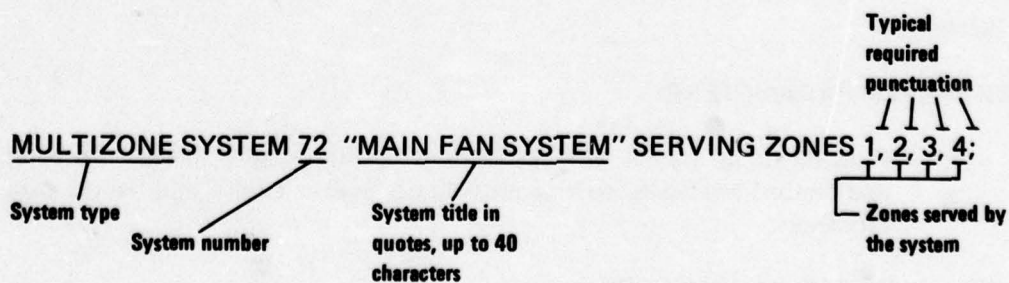 Typical
required
punctuation
MULTIZONE SYSTEM 72 "MAIN FAN SYSTEM" SERVING ZONES 1, 2, 3, 4;
System type
System number
System title in
quotes, up to 40
characters
Zones served by
the system